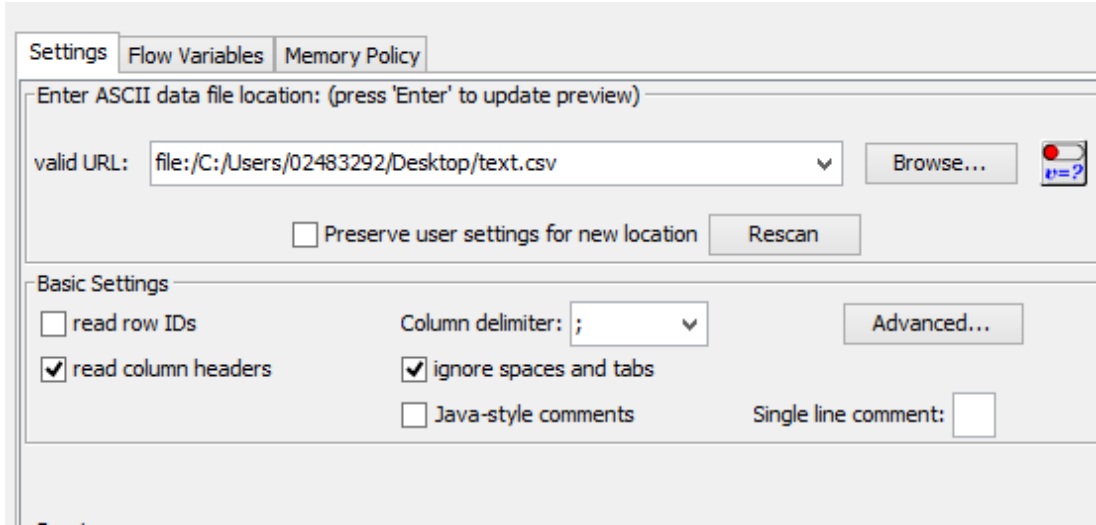 Settings Flow Variables Memory Policy
Enter ASCII data file location: (press 'Enter' to update preview)
valid URL: file:/C:/Users/02483292/Desktop/text.csv Browse... v=?
Preserve user settings for new location Rescan
Basic Settings
read row IDs Column delimiter: ; Advanced...
read column headers ignore spaces and tabs
Java-style comments Single line comment: